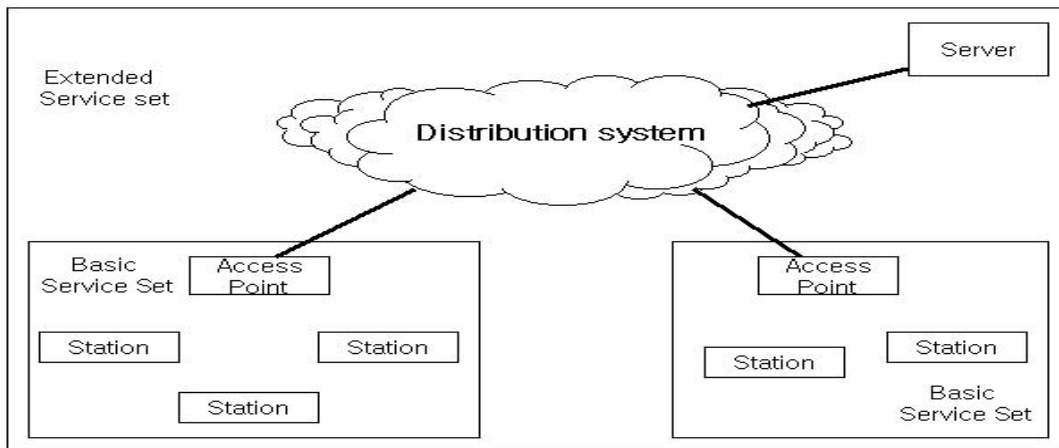 Server
Extended
Service set
Distribution system
Basic
Service Set
Access
Point
Station
Station
Station
Access
Point
Station
Station
Basic
Service Set